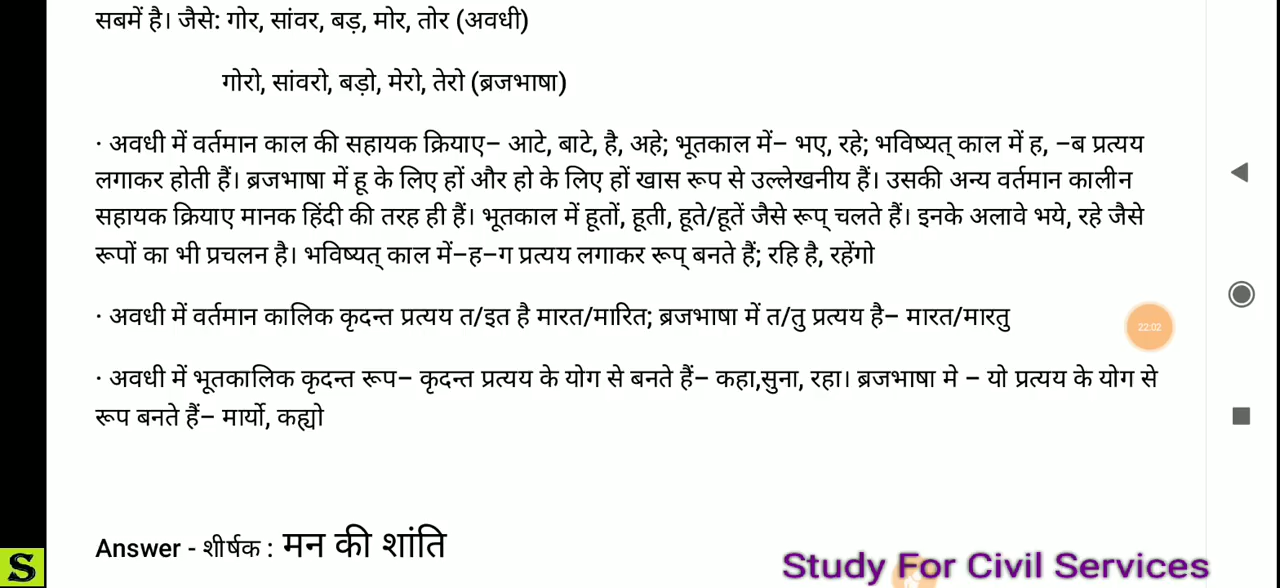 सबमें है। जैसे: गोर, सांवर, बड़, मोर, तोर (अवधी)
गोरो, सांवरो, बड़ो, मेरो, तेरो (ब्रजभाषा)
· अवधी में वर्तमान काल की सहायक क्रियाए– आटे, बाटे, है, अहे; भूतकाल में– भए, रहे; भविष्यत् काल में ह, –ब प्रत्यय
लगाकर होती हैं। ब्रजभाषा में हू के लिए हों और हो के लिए हों खास रूप से उल्लेखनीय हैं। उसकी अन्य वर्तमान कालीन
सहायक क्रियाए मानक हिंदी की तरह ही हैं। भूतकाल में हूतों, हूती, हूते/हूतें जैसे रूप् चलते हैं। इनके अलावे भये, रहे जैसे
रूपों का भी प्रचलन है। भविष्यत् काल में–ह–ग प्रत्यय लगाकर रूप् बनते हैं; रहि है, रहेंगो
· अवधी में वर्तमान कालिक कृदन्त प्रत्यय त/इत है मारत/मारित; ब्रजभाषा में त/तु प्रत्यय है– मारत/मारतु
22:02
· अवधी में भूतकालिक कृदन्त रूप– कृदन्त प्रत्यय के योग से बनते हैं– कहा,सुना, रहा। ब्रजभाषा मे – यो प्रत्यय के योग से
रूप बनते हैं– मार्यो, कह्यो
Answer - शीर्षक : मन की शांति
S
Study For Civil Services